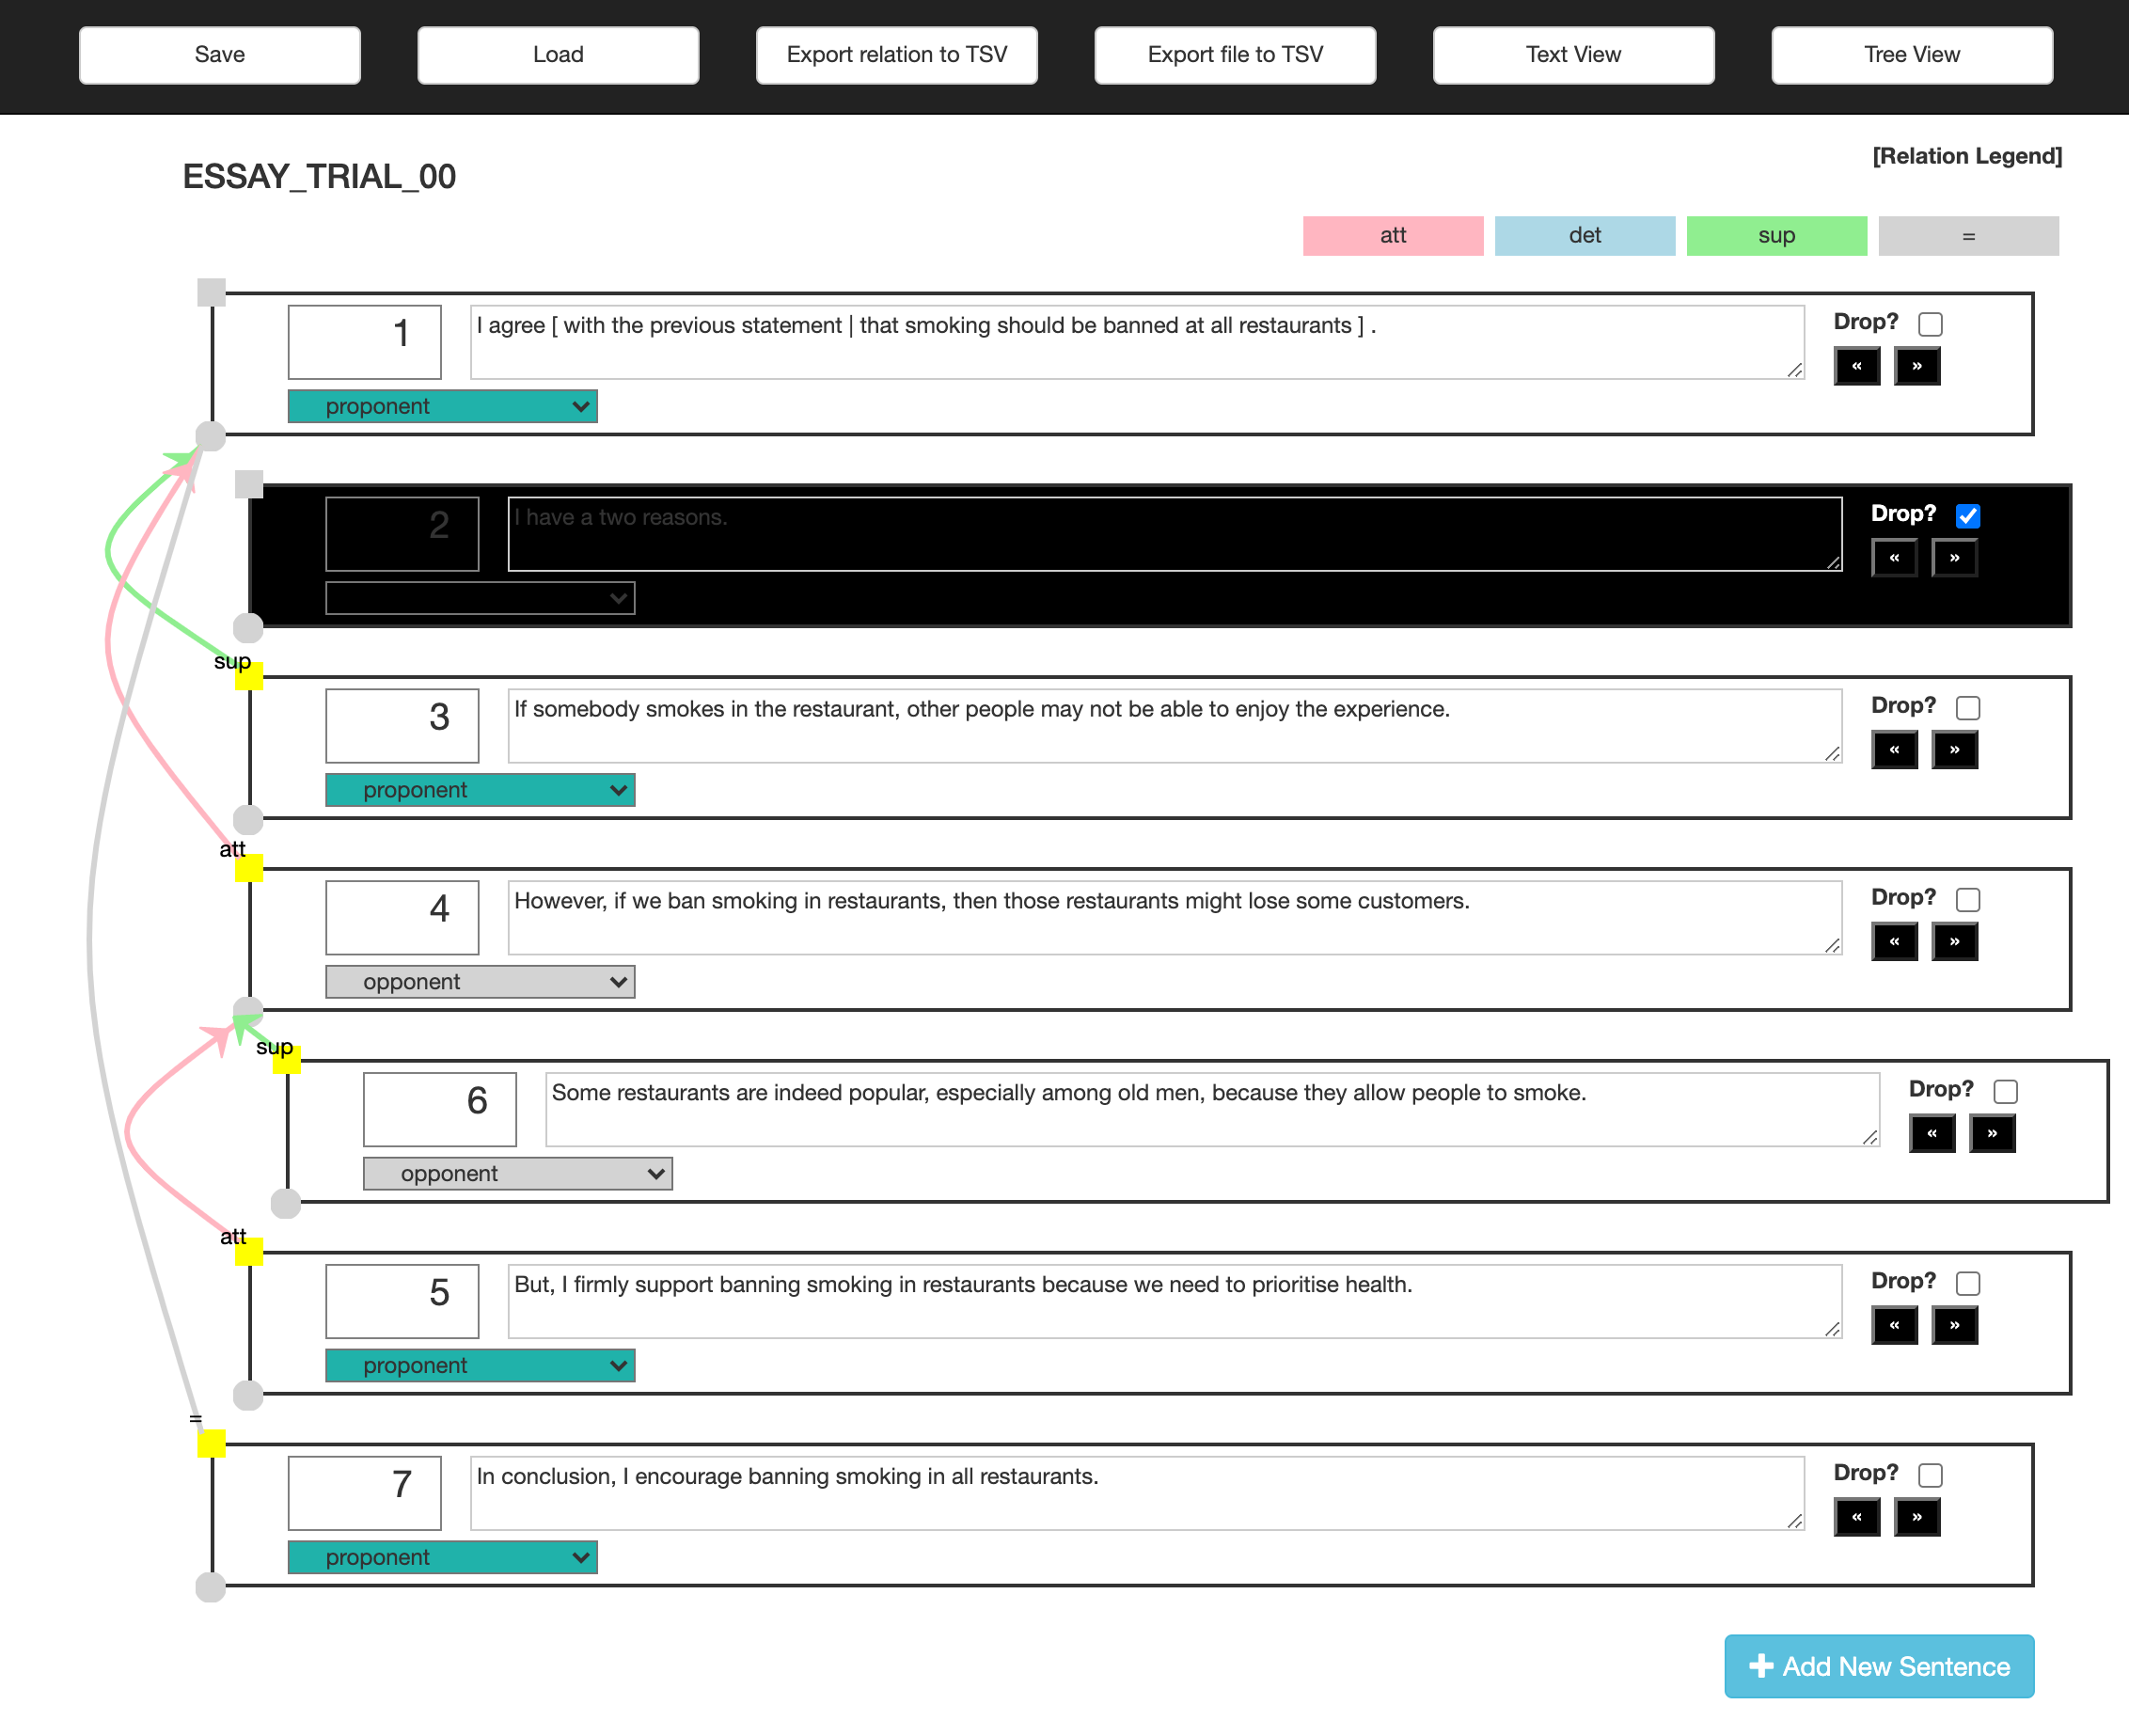 Save Load Export relation to TSV Export file to TSV Text View Tree View
ESSAY_TRIAL_00
[Relation Legend]
att det sup =
1 I agree [ with the previous statement | that smoking should be banned at all restaurants ] . Drop?
« »
proponent
2 I have a two reasons. Drop?
« »
sup
3 If somebody smokes in the restaurant, other people may not be able to enjoy the experience. Drop?
« »
proponent
att
4 However, if we ban smoking in restaurants, then those restaurants might lose some customers. Drop?
« »
opponent
sup
6 Some restaurants are indeed popular, especially among old men, because they allow people to smoke. Drop?
« »
opponent
att
5 But, I firmly support banning smoking in restaurants because we need to prioritise health. Drop?
« »
proponent
=
7 In conclusion, I encourage banning smoking in all restaurants. Drop?
« »
proponent
Add New Sentence